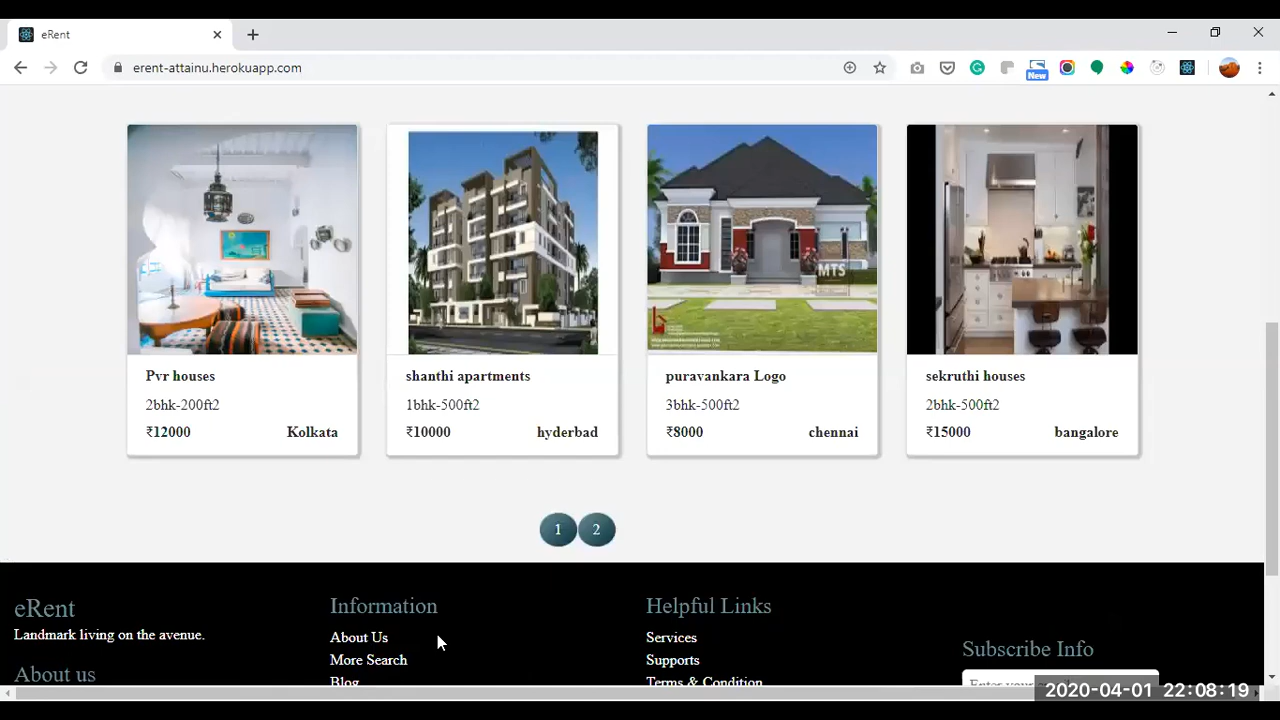 eRent
erent-attainu.herokuapp.com
New
MTS
Pvr houses
2bhk-200ft2
₹12000 Kolkata
shanthi apartments
1bhk-500ft2
₹10000 hyderbad
puravankara Logo
3bhk-500ft2
₹8000 chennai
sekruthi houses
2bhk-500ft2
₹15000 bangalore
1 2
eRent
Landmark living on the avenue.
About us
Information
About Us
More Search
Blog
Helpful Links
Services
Supports
Terms & Condition
Subscribe Info
2020-04-01 22:08:19